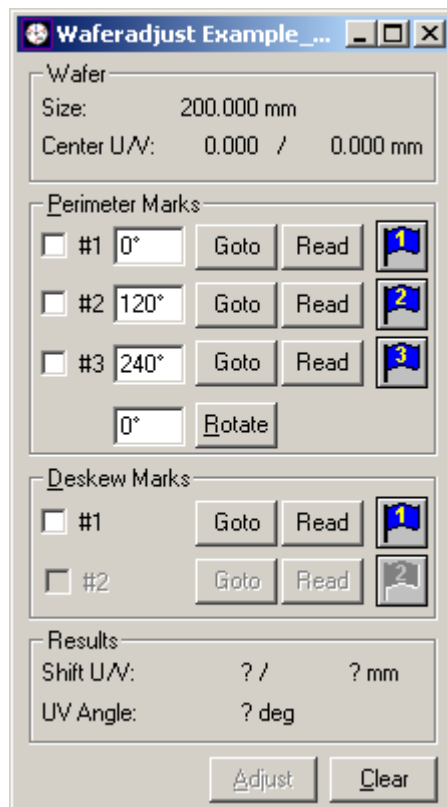 Waferadjust Example_...
Wafer
Size: 200.000 mm
Center U/V: 0.000 / 0.000 mm
Perimeter Marks
#1 0° Goto Read 1
#2 120° Goto Read 2
#3 240° Goto Read 3
0° Rotate
Deskew Marks
#1 Goto Read 1
#2 Goto Read 2
Results
Shift U/V: ? / ? mm
UV Angle: ? deg
Adjust Clear